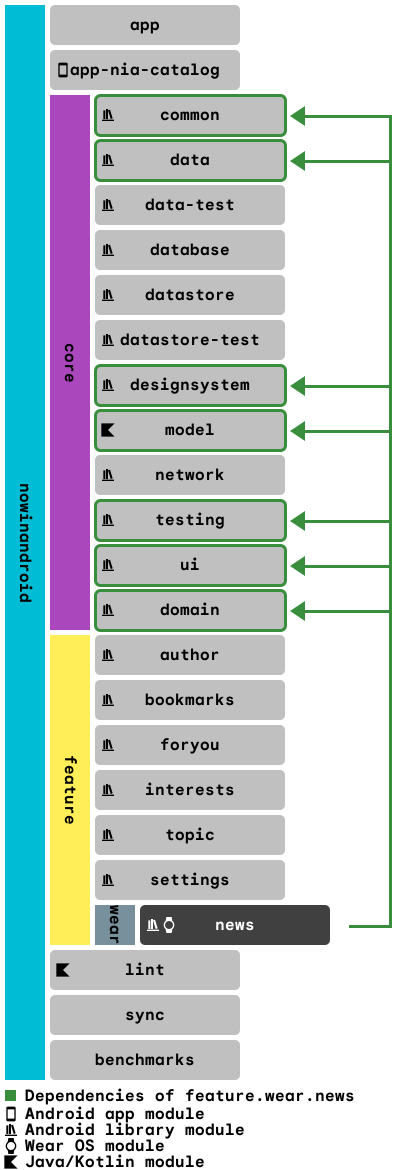 nowinandroid
app
app-nia-catalog
core
common
data
data-test
database
datastore
datastore-test
designsystem
model
network
testing
ui
domain
feature
author
bookmarks
foryou
interests
topic
settings
wear
news
lint
sync
benchmarks
Dependencies of feature.wear.news
Android app module
Android library module
Wear OS module
Java/Kotlin module